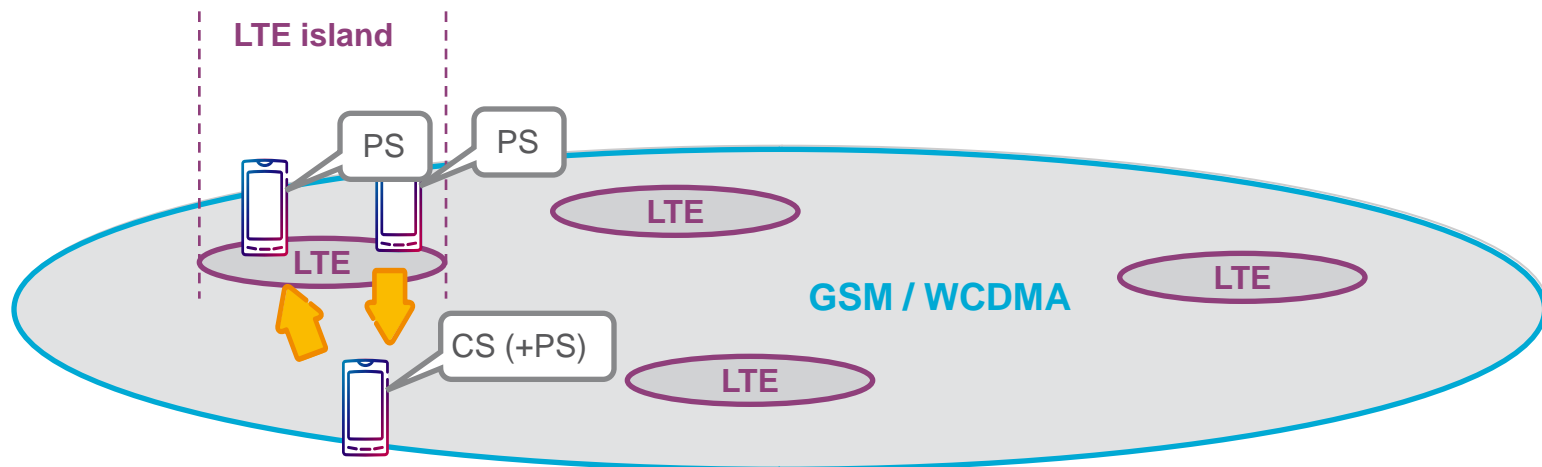 LTE island
PS
PS
LTE
LTE
LTE
GSM / WCDMA
CS (+PS)
LTE